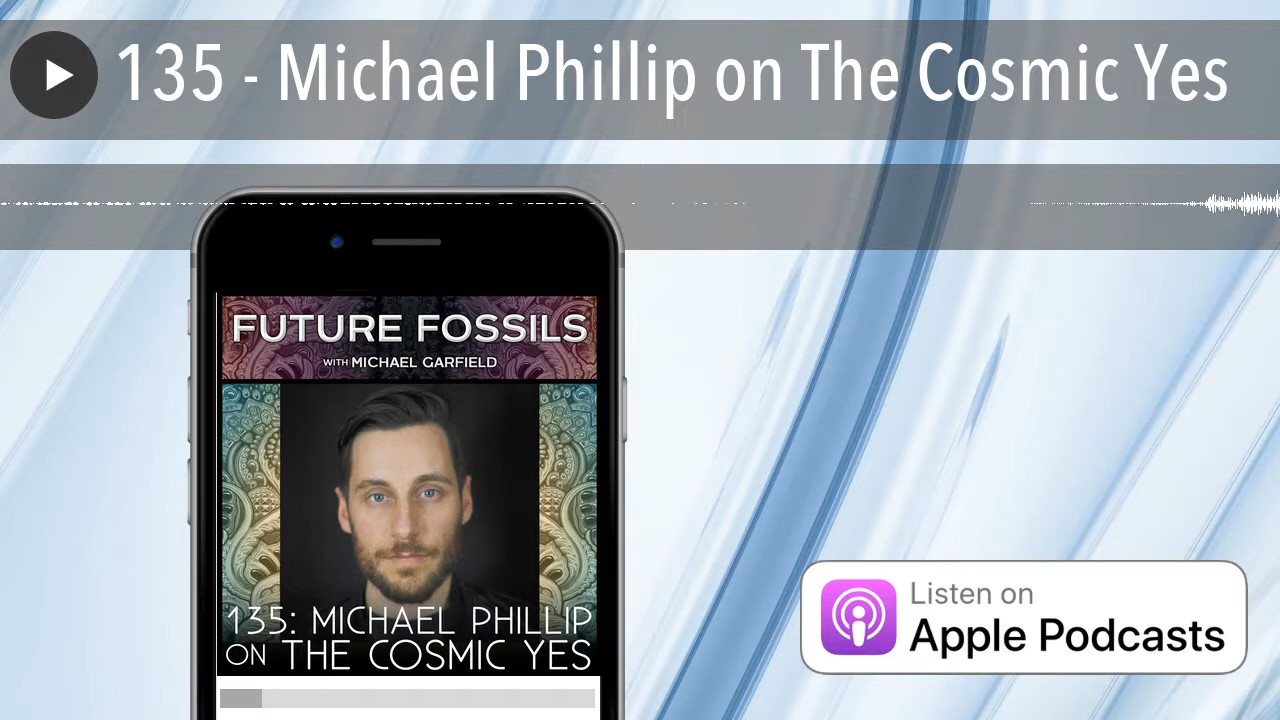 135 - Michael Phillip on The Cosmic Yes
FUTURE FOSSILS
WITH MICHAEL GARFIELD
135: MICHAEL PHILLIP
ON THE COSMIC YES
Listen on
Apple Podcasts